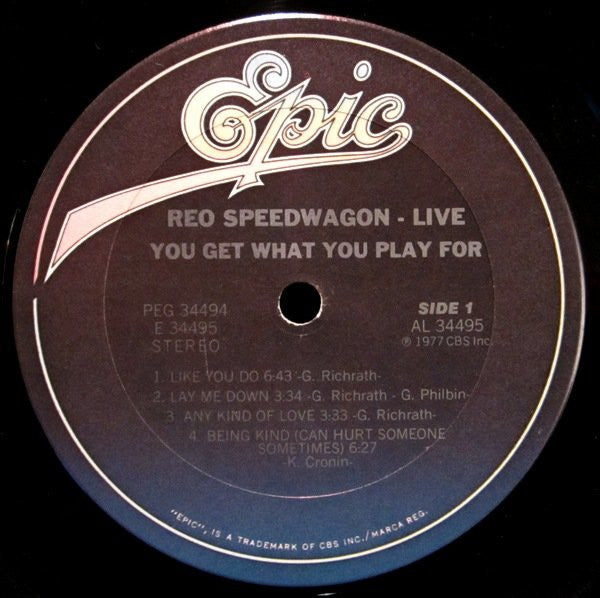 Epic
REO SPEEDWAGON - LIVE
YOU GET WHAT YOU PLAY FOR
PEG 34494
E 34495
STEREO
SIDE 1
AL 34495
℗ 1977 CBS Inc.
1. LIKE YOU DO 6:43 -G. Richrath-
2. LAY ME DOWN 3:34 -G. Richrath - G. Philbin-
3. ANY KIND OF LOVE 3:33 -G. Richrath-
4. BEING KIND (CAN HURT SOMEONE
SOMETIMES) 6:27
-K. Cronin-
"EPIC", IS A TRADEMARK OF CBS INC./MARCA REG.